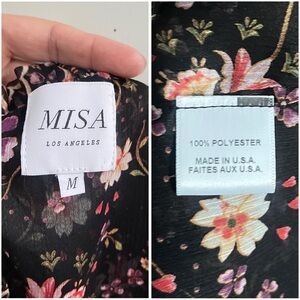 MISA
LOS ANGELES
M
100% POLYESTER
MADE IN U.S.A.
FAITES AUX U.S.A.